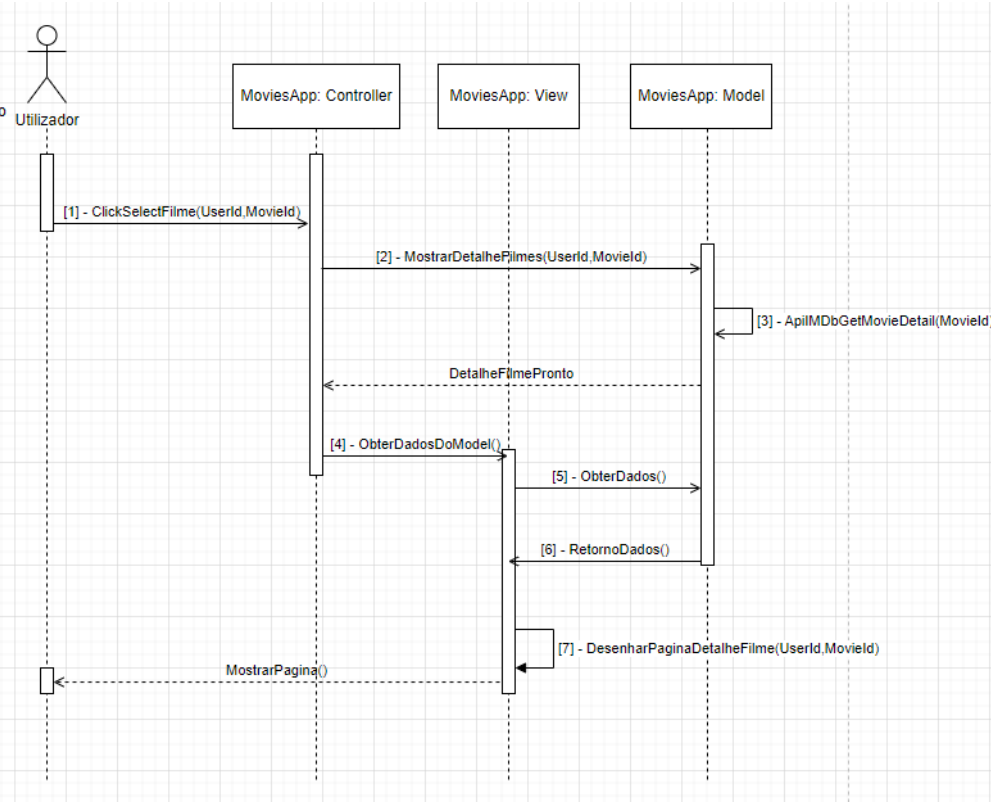 o
Utilizador
MoviesApp: Controller
MoviesApp: View
MoviesApp: Model
[1] - ClickSelectFilme(UserId,MovieId)
[2] - MostrarDetalheFilmes(UserId,MovieId)
[3] - ApiIMDbGetMovieDetail(MovieId)
DetalheFilmePronto
[4] - ObterDadosDoModel()
[5] - ObterDados()
[6] - RetornoDados()
[7] - DesenharPaginaDetalheFilme(UserId,MovieId)
MostrarPagina()